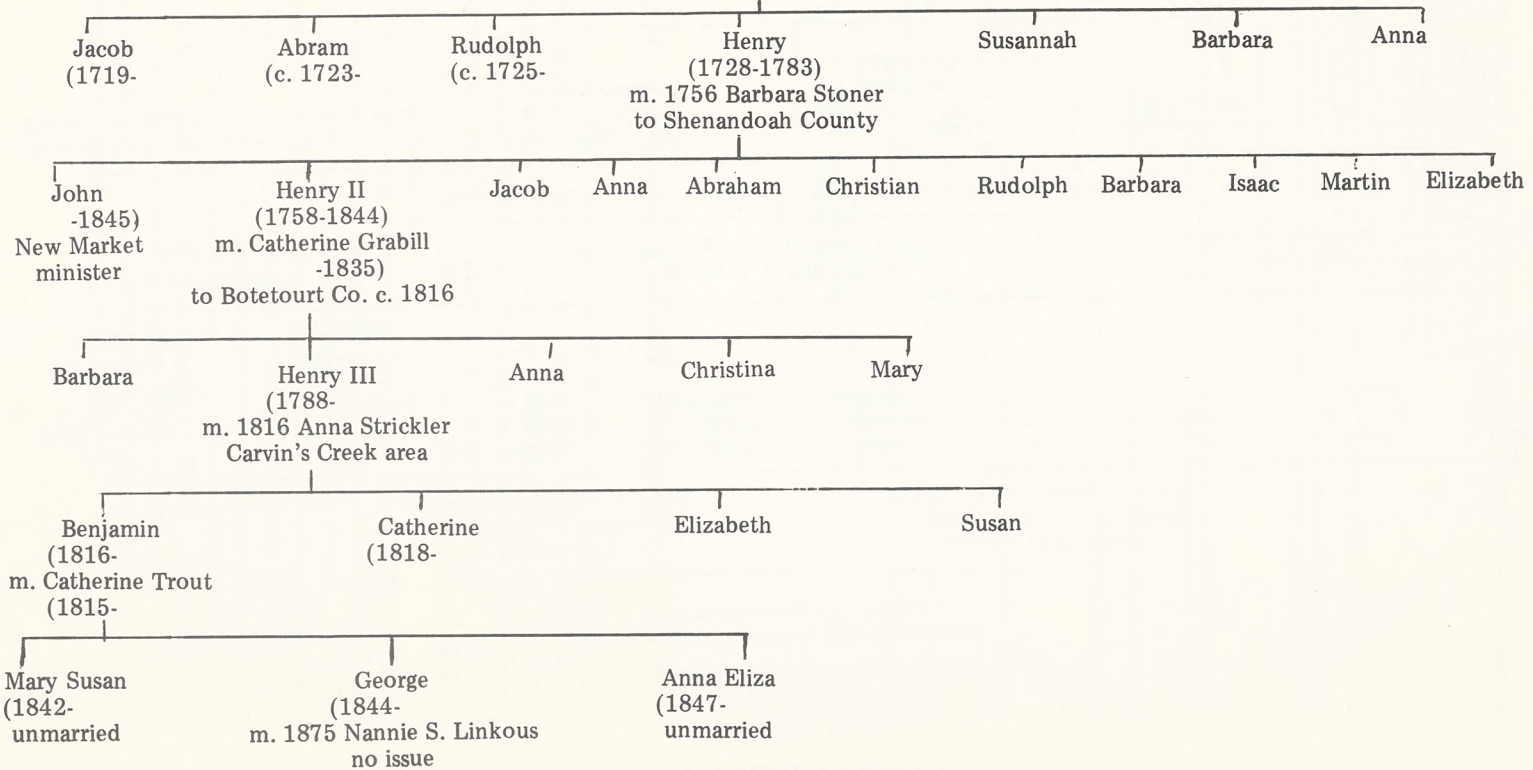 Jacob
(1719-
Abram
(c. 1723-
Rudolph
(c. 1725-
Henry
(1728-1783)
m. 1756 Barbara Stoner
to Shenandoah County
Susannah
Barbara
Anna
John
-1845)
New Market
minister
Henry II
(1758-1844)
m. Catherine Grabill
-1835)
to Botetourt Co. c. 1816
Jacob
Anna
Abraham
Christian
Rudolph
Barbara
Isaac
Martin
Elizabeth
Barbara
Henry III
(1788-
m. 1816 Anna Strickler
Carvin's Creek area
Anna
Christina
Mary
Benjamin
(1816-
m. Catherine Trout
(1815-
Catherine
(1818-
Elizabeth
Susan
Mary Susan
(1842-
unmarried
George
(1844-
m. 1875 Nannie S. Linkous
no issue
Anna Eliza
(1847-
unmarried